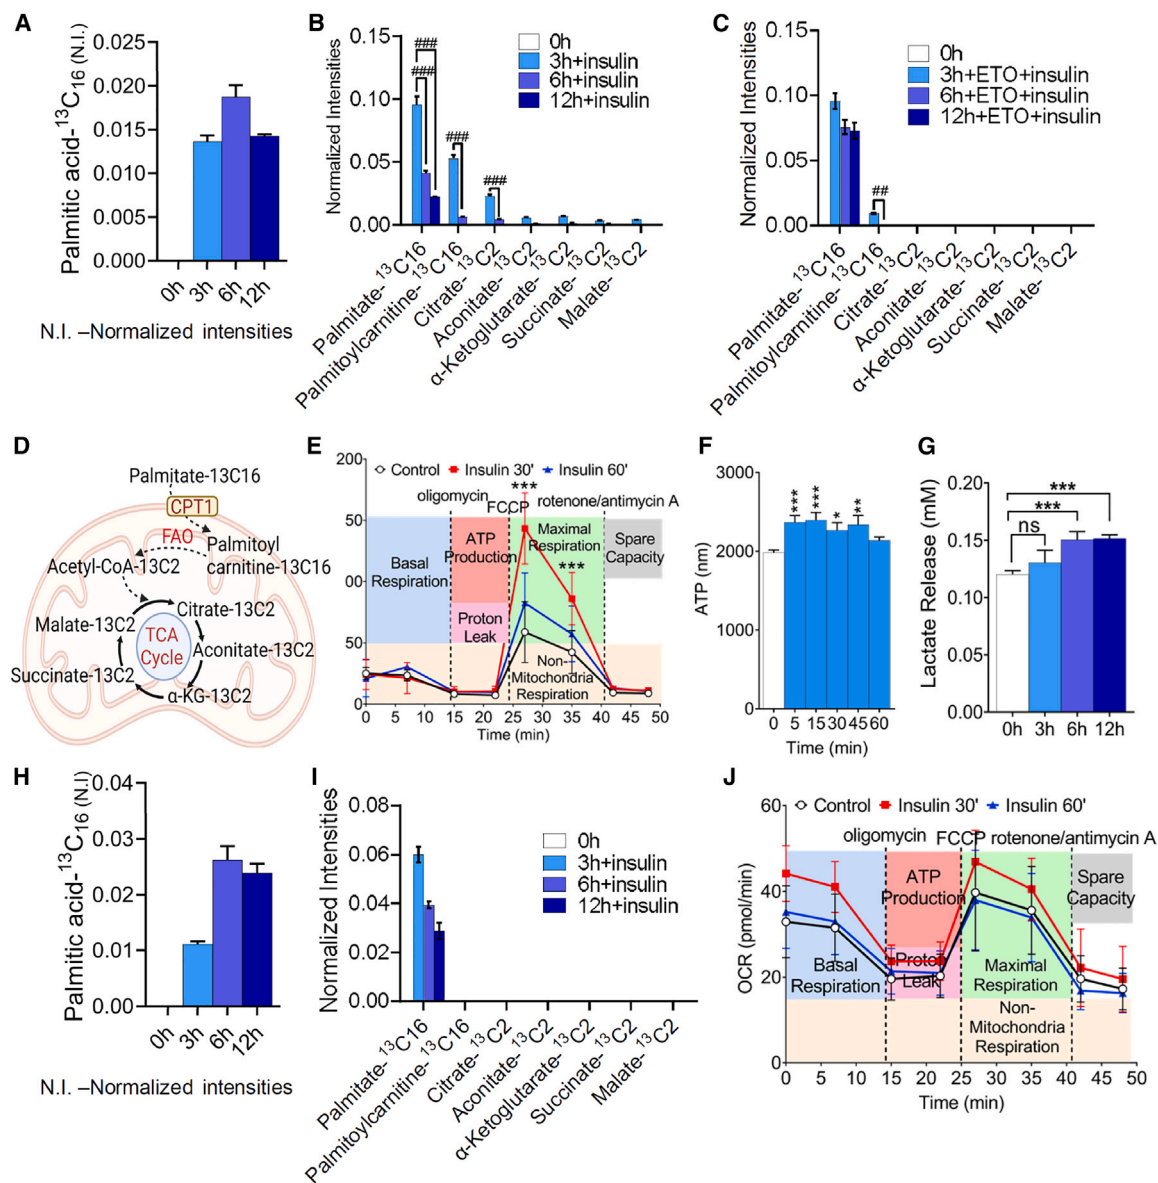 A
Palmitic acid-¹³C₁₆ (N.I.)
0.025
0.020
0.015
0.010
0.005
0.000
0h
3h
6h
12h
N.I. –Normalized intensities
B
Normalized Intensities
0.15
0.10
0.05
0.00
###
###
###
###
0h
3h+insulin
6h+insulin
12h+insulin
Palmitate-¹³C16
Palmitoylcarnitine-¹³C16
Citrate-¹³C2
Aconitate-¹³C2
α-Ketoglutarate-¹³C2
Succinate-¹³C2
Malate-¹³C2
C
Normalized Intensities
0.15
0.10
0.05
0.00
##
0h
3h+ETO+insulin
6h+ETO+insulin
12h+ETO+insulin
Palmitate-¹³C16
Palmitoylcarnitine-¹³C16
Citrate-¹³C2
Aconitate-¹³C2
α-Ketoglutarate-¹³C2
Succinate-¹³C2
Malate-¹³C2
D
Palmitate-13C16
CPT1
FAO
Palmitoyl
carnitine-13C16
Acetyl-CoA-13C2
Citrate-13C2
Malate-13C2
TCA
Cycle
Aconitate-13C2
Succinate-13C2
α-KG-13C2
E
Control
Insulin 30'
Insulin 60'
200
50
00
50
0
oligomycin
FCCP
rotenone/antimycin A
***
***
Basal
Respiration
ATP
Production
Proton
Leak
Maximal
Respiration
Spare
Capacity
Non-
Mitochondria
Respiration
0 5 10 15 20 25 30 35 40 45 50
Time (min)
F
ATP (nm)
3000
2000
1000
0
***
***
*
**
0 5 15 30 45 60
Time (min)
G
Lactate Release (mM)
0.20
0.15
0.10
0.05
0.00
***
***
ns
0h 3h 6h 12h
H
Palmitic acid-¹³C₁₆ (N.I)
0.04
0.03
0.02
0.01
0.00
0h
3h
6h
12h
N.I. –Normalized intensities
I
Normalized Intensities
0.08
0.06
0.04
0.02
0.00
0h
3h+insulin
6h+insulin
12h+insulin
Palmitate-¹³C16
Palmitoylcarnitine-¹³C16
Citrate-¹³C2
Aconitate-¹³C2
α-Ketoglutarate-¹³C2
Succinate-¹³C2
Malate-¹³C2
J
Control
Insulin 30'
Insulin 60'
OCR (pmol/min)
60
40
20
0
oligomycin
FCCP
rotenone/antimycin A
Basal
Respiration
ATP
Production
Proton
Leak
Maximal
Respiration
Spare
Capacity
Non-
Mitochondria
Respiration
0 5 10 15 20 25 30 35 40 45 50
Time (min)